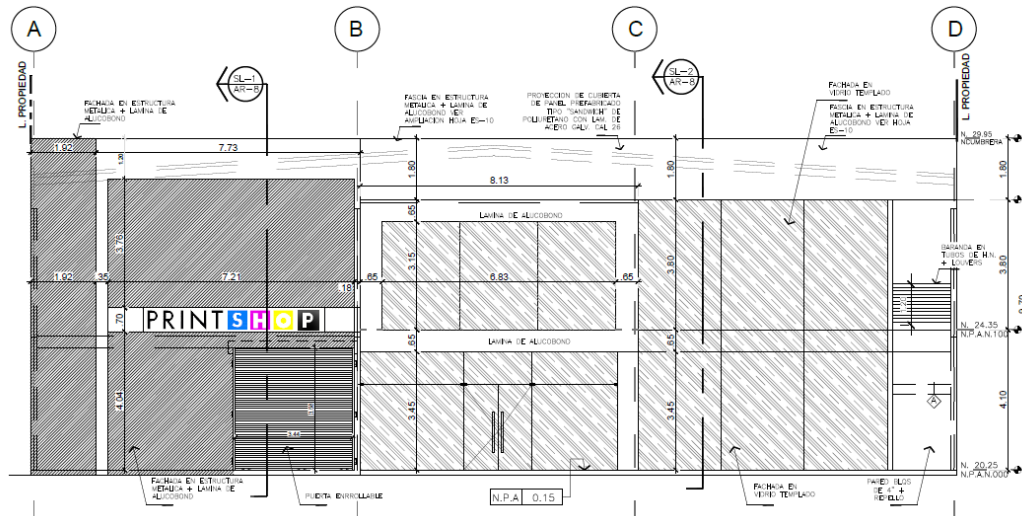 A
B
C
D
L. PROPIEDAD
SL-1
AR-8
SL-2
AR-8
L. PROPIEDAD
FACHADA EN ESTRUCTURA
METALICA + LAMINA DE
ALUCOBOND
FASCIA EN ESTRUCTURA
METALICA + LAMINA DE
ALUCOBOND VER
AMPLIACION HOJA ES-10
PROYECCION DE CUBIERTA
DE PANEL PREFABRICADO
TIPO "SANDWICH" DE
POLIURETANO CON LAM. DE
ACERO GALV. CAL 26
FACHADA EN
VIDRIO TEMPLADO
FASCIA EN ESTRUCTURA
METALICA + LAMINA DE
ALUCOBOND VER HOJA
ES-10
N. 29.95
NCUMBRERA
1.92
7.73
1.20
1.80
1.80
8.13
.65
LAMINA DE ALUCOBOND
3.76
3.15
3.80
3.80
BARANDA EN
TUBOS DE H.N.
+ LOUVERS
1.92
.35
7.21
.18
.65
6.83
.65
1.20
9.70
.70
PRINTSHOP
N. 24.35
N.P.A.N.100
.65
LAMINA DE ALUCOBOND
.65
4.04
3.45
3.45
4.10
A
N. 20.25
N.P.A.N.000
FACHADA EN ESTRUCTURA
METALICA + LAMINA DE
ALUCOBOND
PUERTA ENRROLLABLE
N.P.A 0.15
FACHADA EN
VIDRIO TEMPLADO
PARED BLQS
DE 4" +
REPELLO